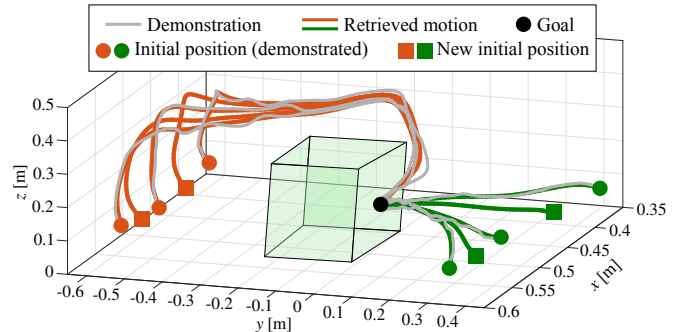 Demonstration Retrieved motion Goal
Initial position (demonstrated) New initial position
0.5
0.4
0.3
0.2
0.1
0
z [m]
-0.6 -0.5 -0.4 -0.3 -0.2 -0.1 0 0.1 0.2 0.3 0.4
y [m]
0.35
0.4
0.45
0.5
0.55
0.6
x [m]